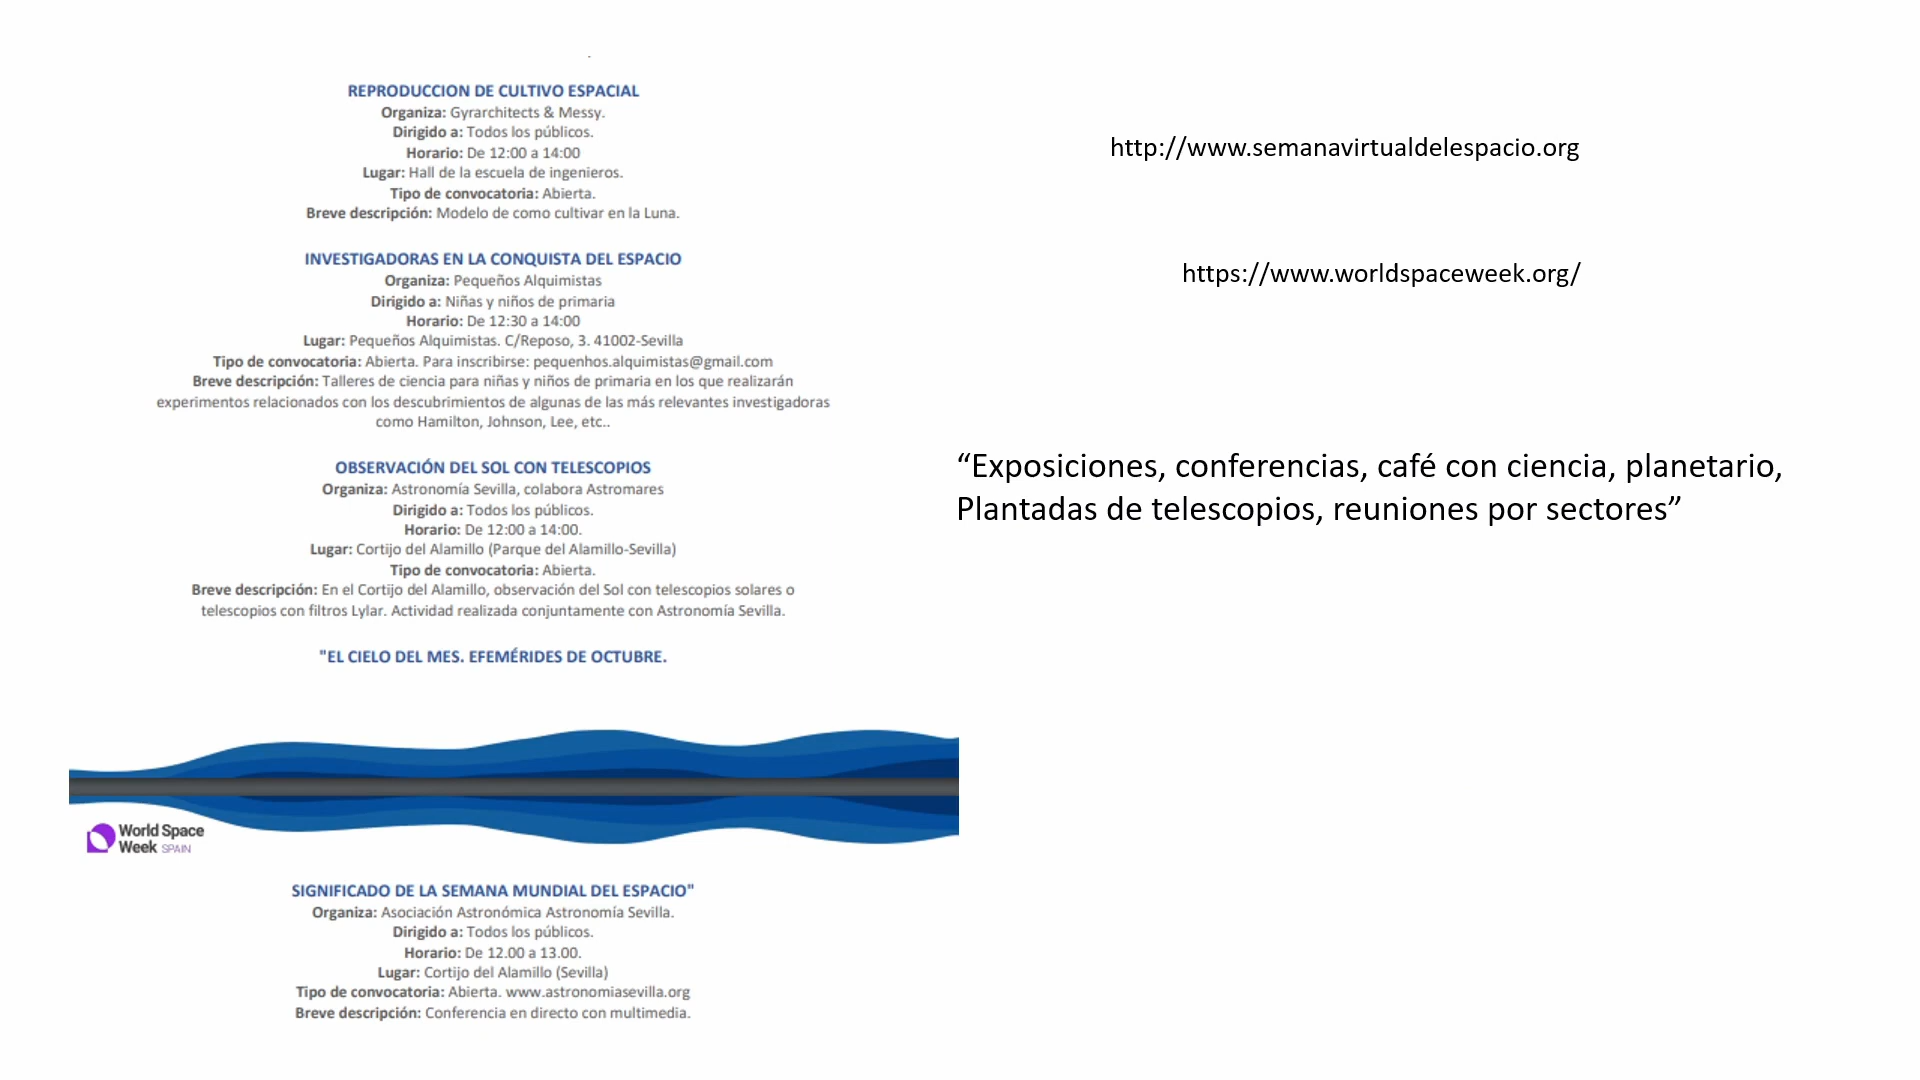 REPRODUCCION DE CULTIVO ESPACIAL
Organiza: Gyrarchitects & Messy.
Dirigido a: Todos los públicos.
Horario: De 12:00 a 14:00
Lugar: Hall de la escuela de ingenieros.
Tipo de convocatoria: Abierta.
Breve descripción: Modelo de como cultivar en la Luna.
INVESTIGADORAS EN LA CONQUISTA DEL ESPACIO
Organiza: Pequeños Alquimistas
Dirigido a: Niñas y niños de primaria
Horario: De 12:30 a 14:00
Lugar: Pequeños Alquimistas. C/Reposo, 3. 41002-Sevilla
Tipo de convocatoria: Abierta. Para inscribirse: pequenhos.alquimistas@gmail.com
Breve descripción: Talleres de ciencia para niñas y niños de primaria en los que realizarán
experimentos relacionados con los descubrimientos de algunas de las más relevantes investigadoras
como Hamilton, Johnson, Lee, etc..
OBSERVACIÓN DEL SOL CON TELESCOPIOS
Organiza: Astronomía Sevilla, colabora Astromares
Dirigido a: Todos los públicos.
Horario: De 12:00 a 14:00.
Lugar: Cortijo del Alamillo (Parque del Alamillo-Sevilla)
Tipo de convocatoria: Abierta.
Breve descripción: En el Cortijo del Alamillo, observación del Sol con telescopios solares o
telescopios con filtros Lylar. Actividad realizada conjuntamente con Astronomía Sevilla.
"EL CIELO DEL MES. EFEMÉRIDES DE OCTUBRE.
World Space
Week SPAIN
SIGNIFICADO DE LA SEMANA MUNDIAL DEL ESPACIO"
Organiza: Asociación Astronómica Astronomía Sevilla.
Dirigido a: Todos los públicos.
Horario: De 12.00 a 13.00.
Lugar: Cortijo del Alamillo (Sevilla)
Tipo de convocatoria: Abierta. www.astronomiasevilla.org
Breve descripción: Conferencia en directo con multimedia.
http://www.semanavirtualdelespacio.org
https://www.worldspaceweek.org/
“Exposiciones, conferencias, café con ciencia, planetario,
Plantadas de telescopios, reuniones por sectores”